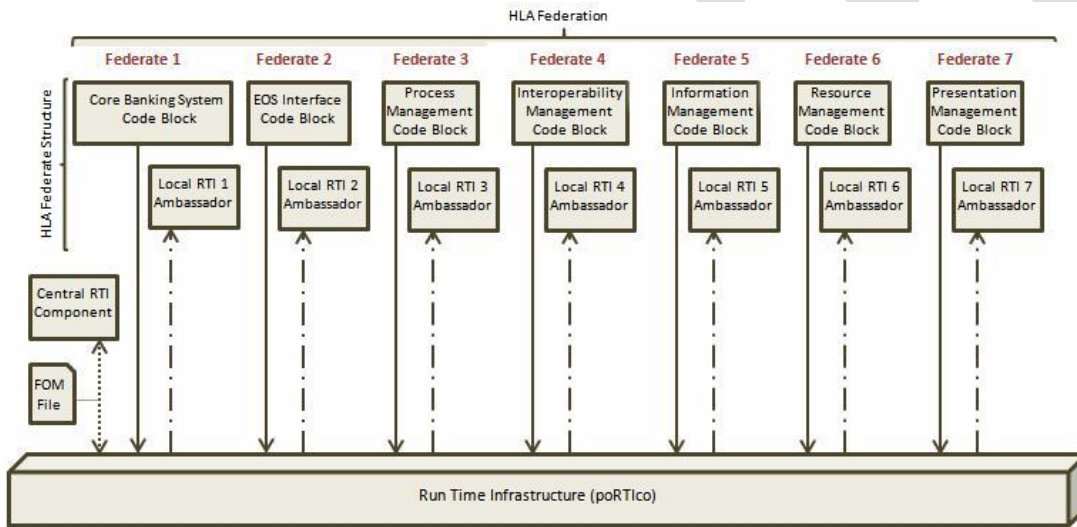 HLA Federation
Federate 1
Federate 2
Federate 3
Federate 4
Federate 5
Federate 6
Federate 7
HLA Federate Structure
Core Banking System
Code Block
EOS Interface
Code Block
Process
Management
Code Block
Interoperability
Management
Code Block
Information
Management
Code Block
Resource
Management
Code Block
Presentation
Management
Code Block
Local RTI 1
Ambassador
Local RTI 2
Ambassador
Local RTI 3
Ambassador
Local RTI 4
Ambassador
Local RTI 5
Ambassador
Local RTI 6
Ambassador
Local RTI 7
Ambassador
Central RTI
Component
FOM
File
Run Time Infrastructure (poRTIco)